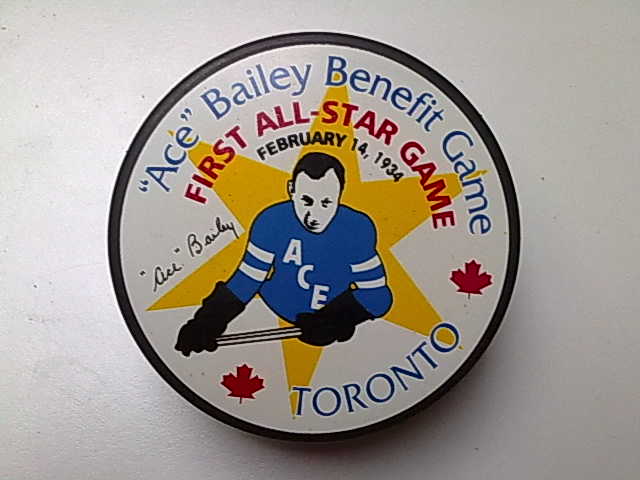 "Ace" Bailey Benefit Game
FIRST ALL-STAR GAME
FEBRUARY 14, 1934
"Ace" Bailey
ACE
TORONTO